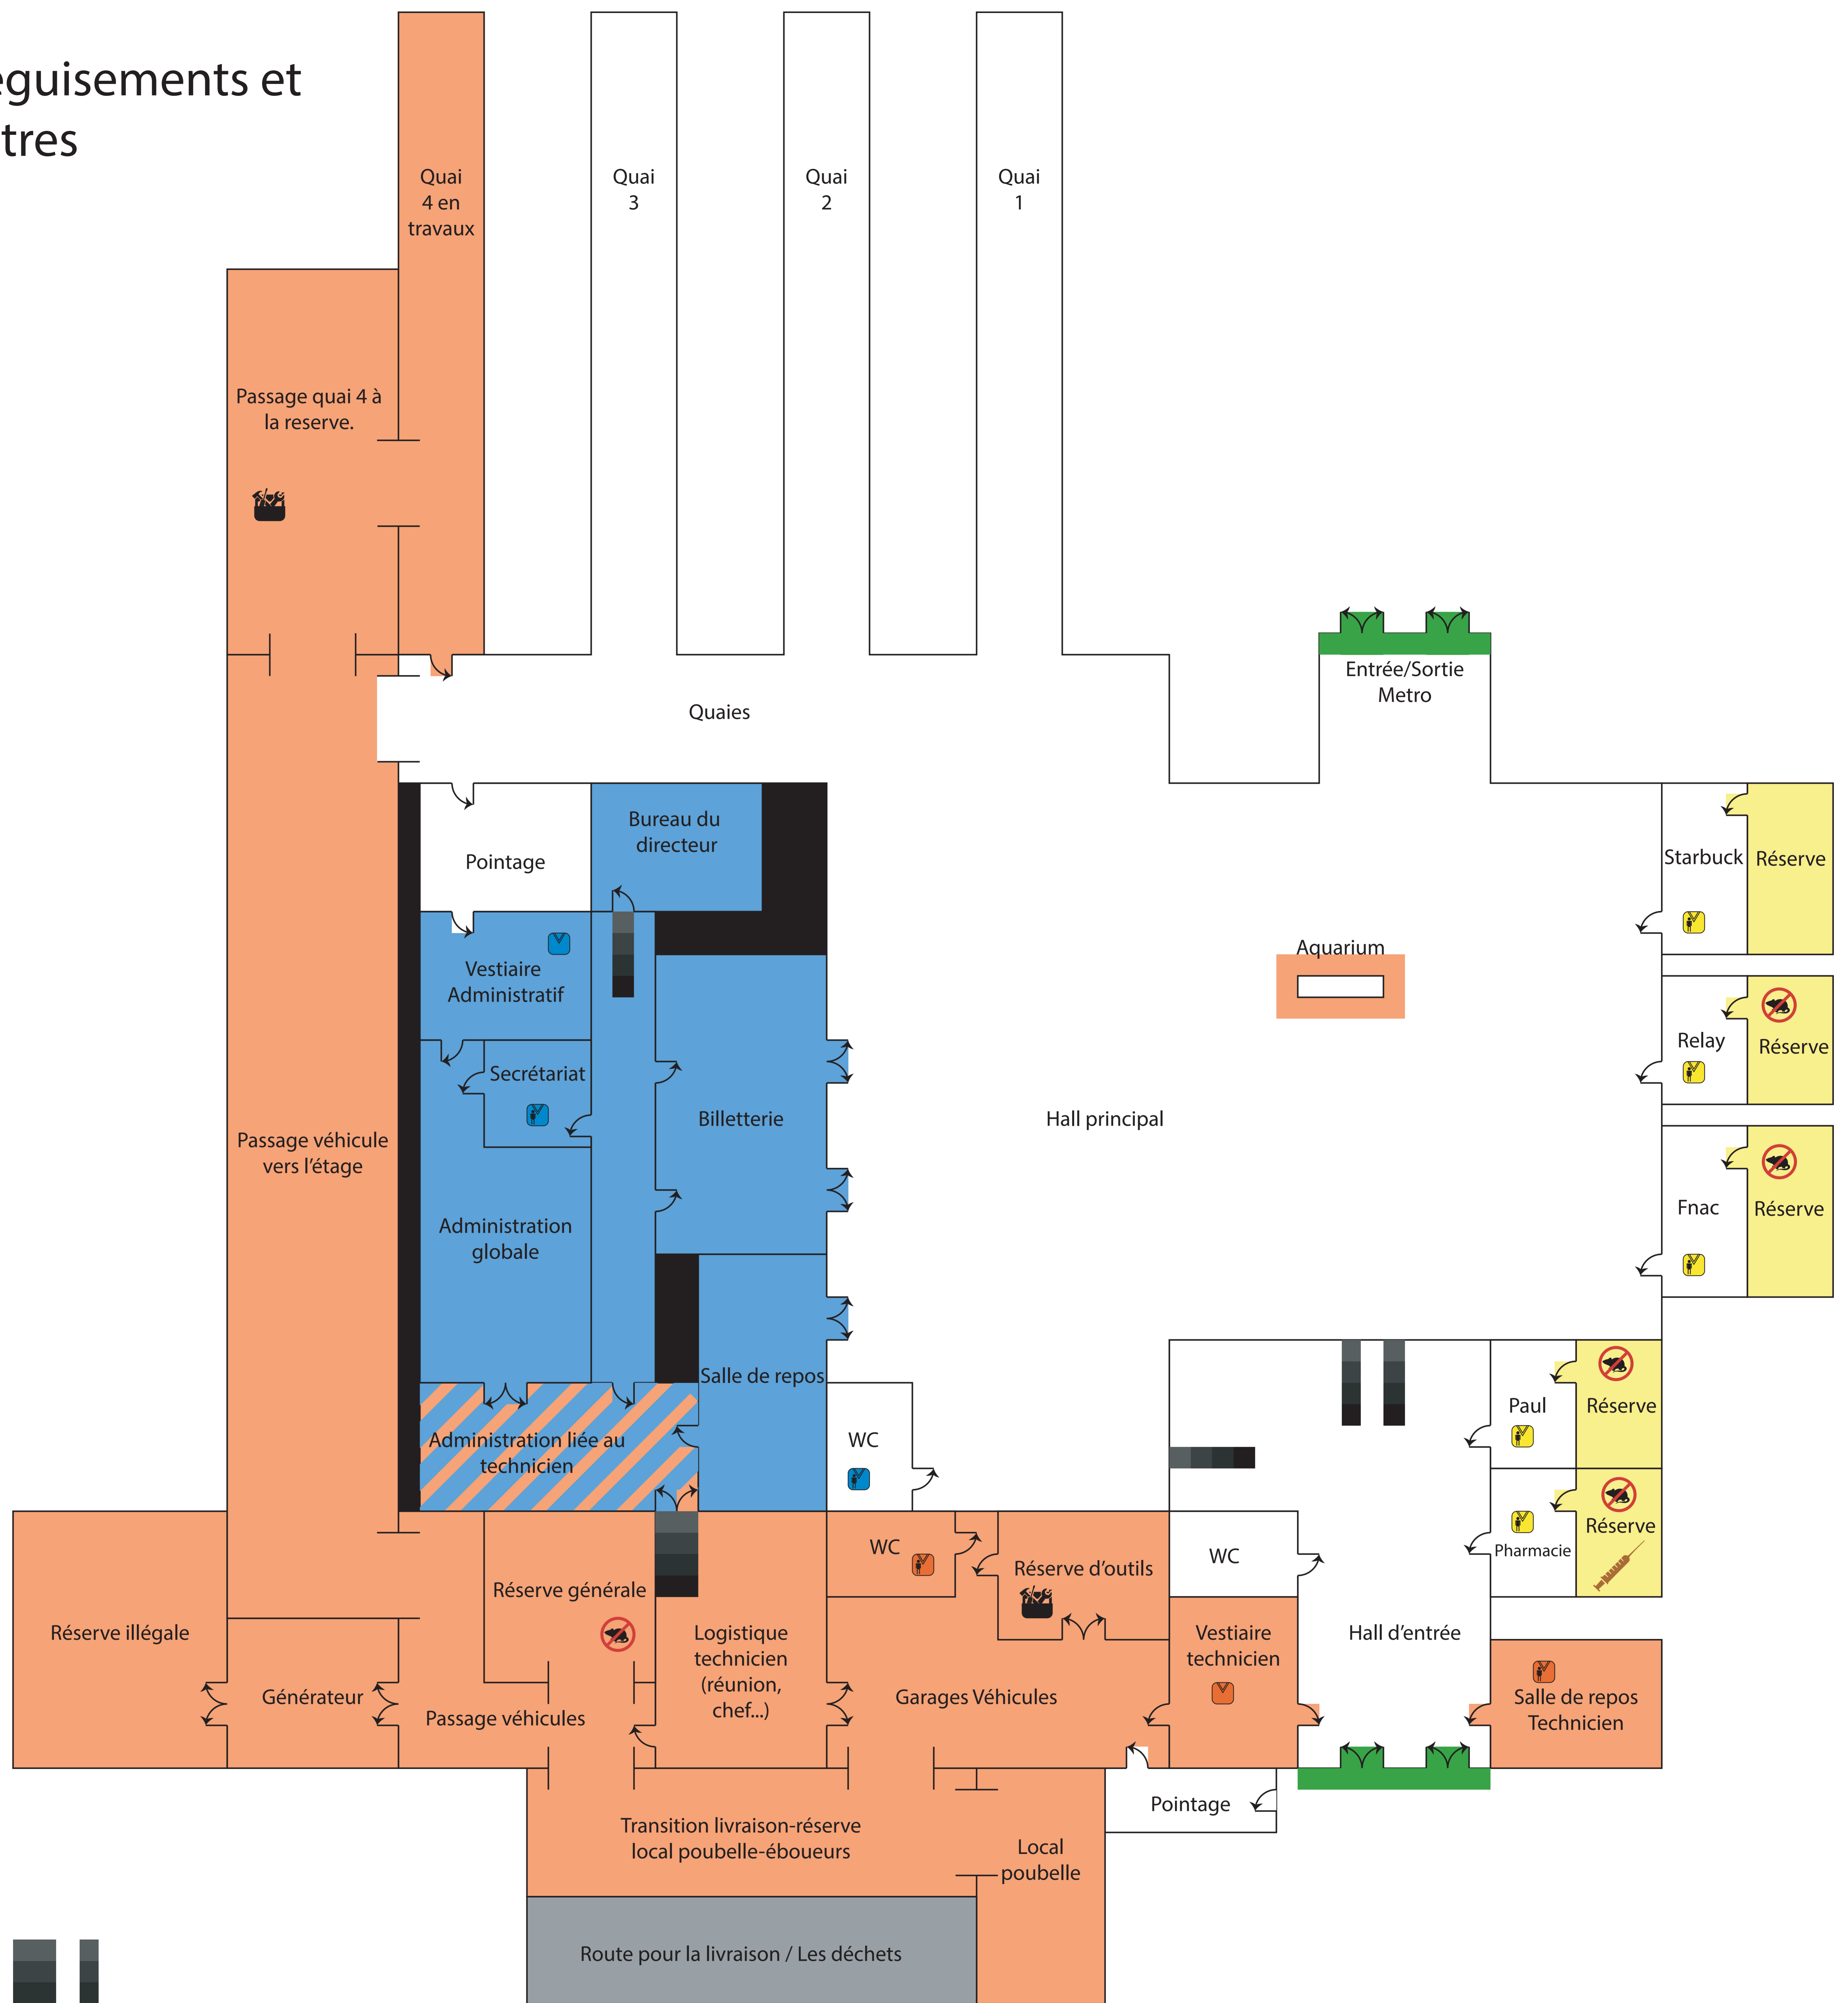 eguisements et
tres
Quai
4 en
travaux
Quai
3
Quai
2
Quai
1
Passage quai 4 à
la reserve.
Entrée/Sortie
Metro
Quaies
Bureau du
directeur
Pointage
Starbuck
Réserve
Aquarium
Vestiaire
Administratif
Relay
Réserve
Secrétariat
Billetterie
Hall principal
Passage véhicule
vers l'étage
Fnac
Réserve
Administration
globale
Salle de repos
Paul
Réserve
WC
Administration liée au
technicien
Réserve
Pharmacie
WC
WC
Réserve d'outils
Réserve générale
Réserve illégale
Logistique
technicien
(réunion,
chef...)
Vestiaire
technicien
Hall d'entrée
Générateur
Passage véhicules
Garages Véhicules
Salle de repos
Technicien
Pointage
Transition livraison-réserve
local poubelle-éboueurs
Local
poubelle
Route pour la livraison / Les déchets